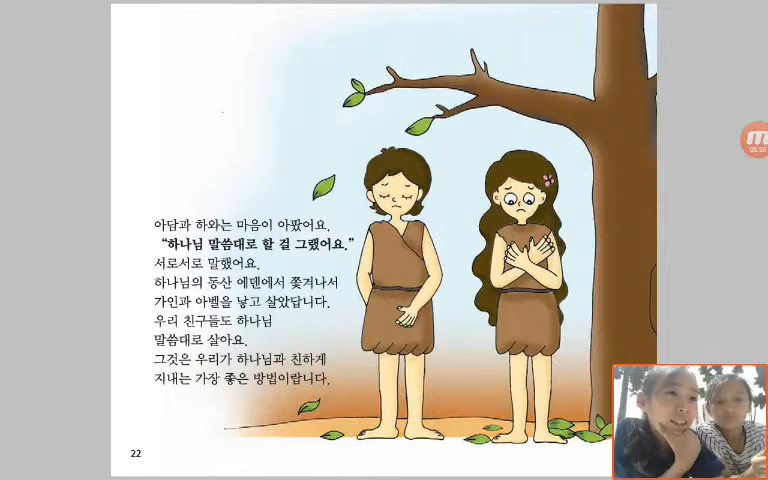 아담과 하와는 마음이 아팠어요.
“하나님 말씀대로 할 걸 그랬어요.”
서로서로 말했어요.
하나님의 동산 에덴에서 쫓겨나서
가인과 아벨을 낳고 살았답니다.
우리 친구들도 하나님
말씀대로 살아요.
그것은 우리가 하나님과 친하게
지내는 가장 좋은 방법이랍니다.
22
05:55